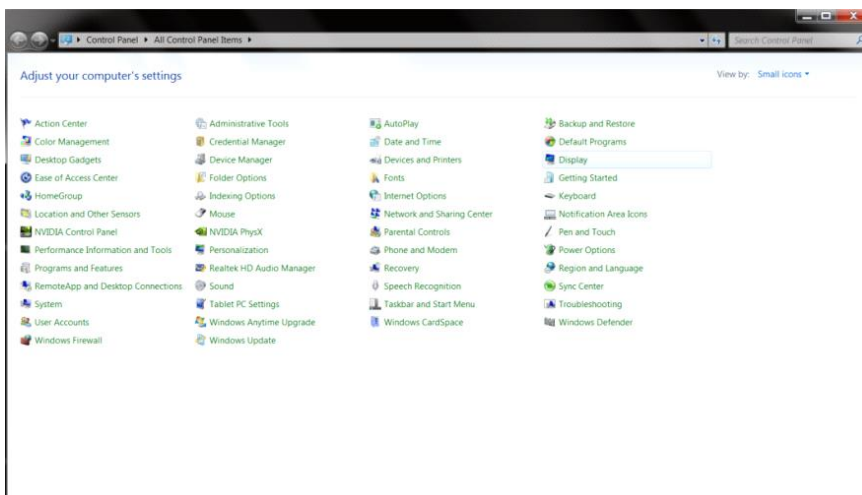 Control Panel All Control Panel Items
Search Control Panel
Adjust your computer's settings
View by: Small icons
Action Center Administrative Tools AutoPlay Backup and Restore
Color Management Credential Manager Date and Time Default Programs
Desktop Gadgets Device Manager Devices and Printers Display
Ease of Access Center Folder Options Fonts Getting Started
HomeGroup Indexing Options Internet Options Keyboard
Location and Other Sensors Mouse Network and Sharing Center Notification Area Icons
NVIDIA Control Panel NVIDIA PhysX Parental Controls Pen and Touch
Performance Information and Tools Personalization Phone and Modem Power Options
Programs and Features Realtek HD Audio Manager Recovery Region and Language
RemoteApp and Desktop Connections Sound Speech Recognition Sync Center
System Tablet PC Settings Taskbar and Start Menu Troubleshooting
User Accounts Windows Anytime Upgrade Windows CardSpace Windows Defender
Windows Firewall Windows Update